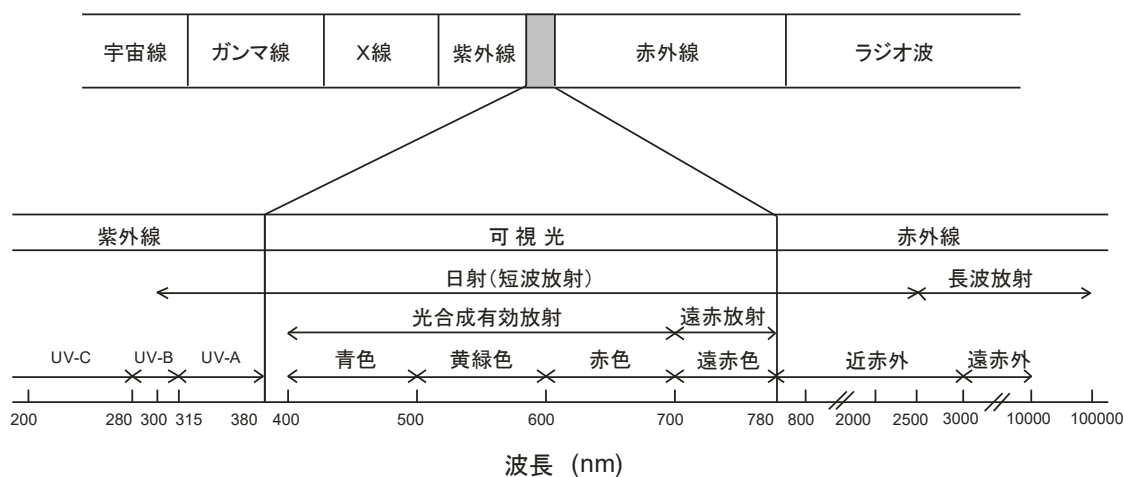 宇宙線 ガンマ線 X線 紫外線 赤外線 ラジオ波
紫外線 可視光 赤外線
日射(短波放射) 長波放射
光合成有効放射 遠赤放射
UV-C UV-B UV-A 青色 黄緑色 赤色 遠赤色 近赤外 遠赤外
200 280 300 315 380 400 500 600 700 780 800 2000 2500 3000 10000 100000
波長 (nm)